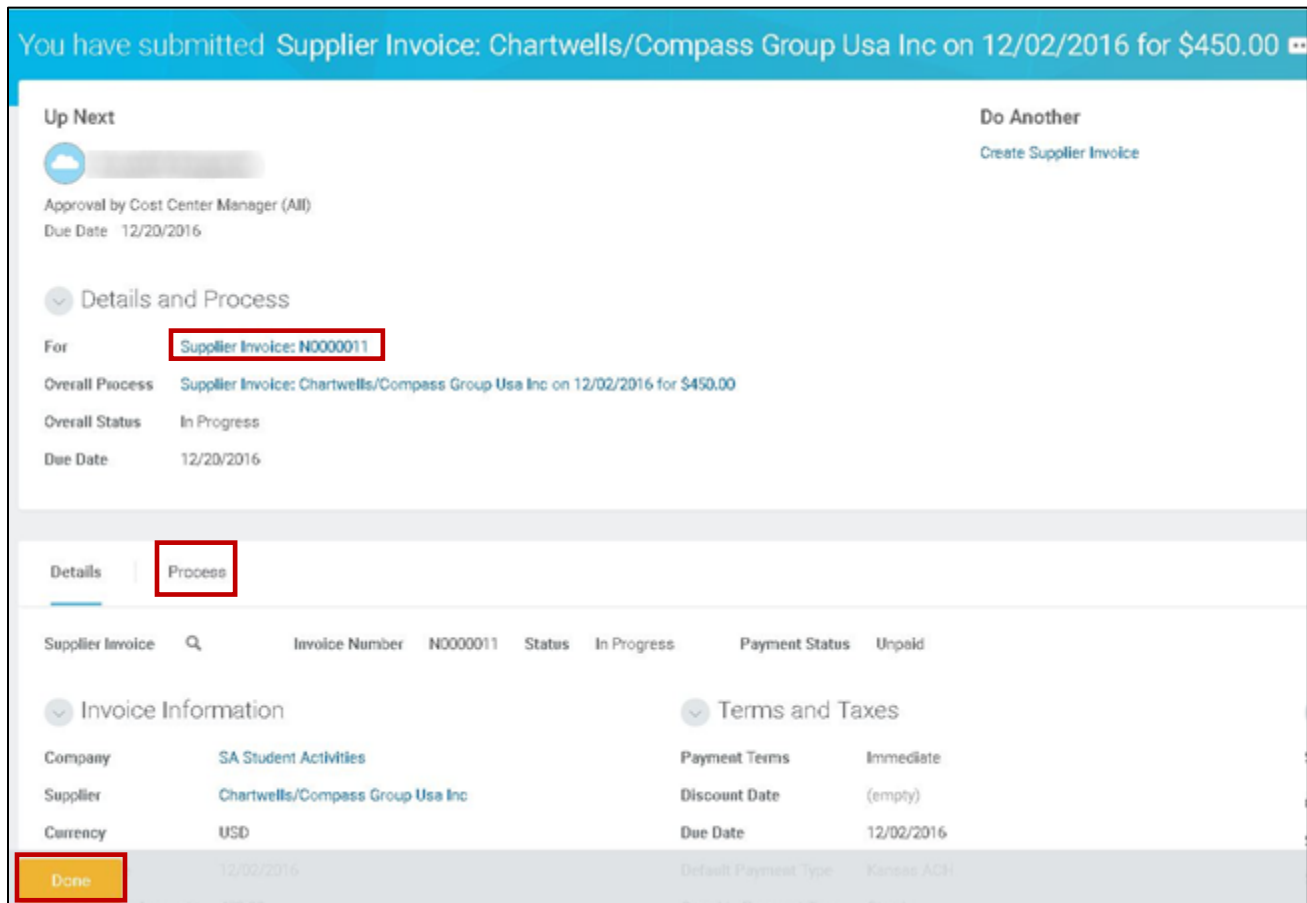 You have submitted Supplier Invoice: Chartwells/Compass Group Usa Inc on 12/02/2016 for $450.00
Up Next
Do Another
Create Supplier Invoice
Approval by Cost Center Manager (All)
Due Date 12/20/2016
Details and Process
For Supplier Invoice: N0000011
Overall Process Supplier Invoice: Chartwells/Compass Group Usa Inc on 12/02/2016 for $450.00
Overall Status In Progress
Due Date 12/20/2016
Details Process
Supplier Invoice Invoice Number N0000011 Status In Progress Payment Status Unpaid
Invoice Information Terms and Taxes
Company SA Student Activities Payment Terms Immediate
Supplier Chartwells/Compass Group Usa Inc Discount Date (empty)
Currency USD Due Date 12/02/2016
Done 12/02/2016 Default Payment Type Kansas ACH